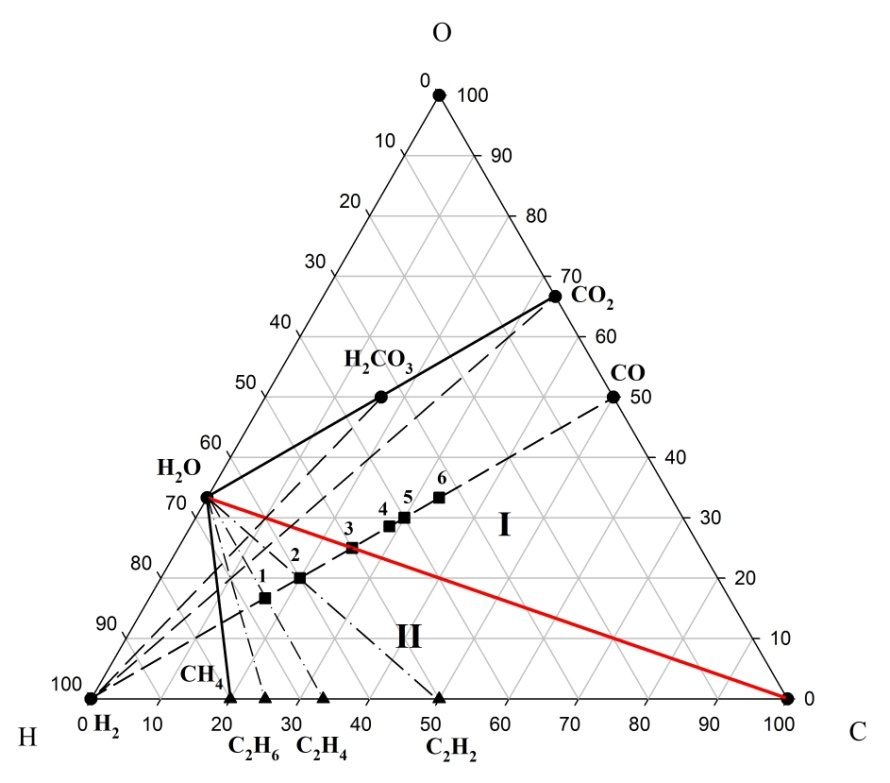 O
0 100
10 90
20 80
30 70
CO₂
40 60
H₂CO₃ CO
50 50
60 40
H₂O
70 30
6
5
4
3
I
2
80 20
1
90 10
II
CH₄
100 0
H H₂ C
0 10 20 30 40 50 60 70 80 90 100
C₂H₆ C₂H₄ C₂H₂